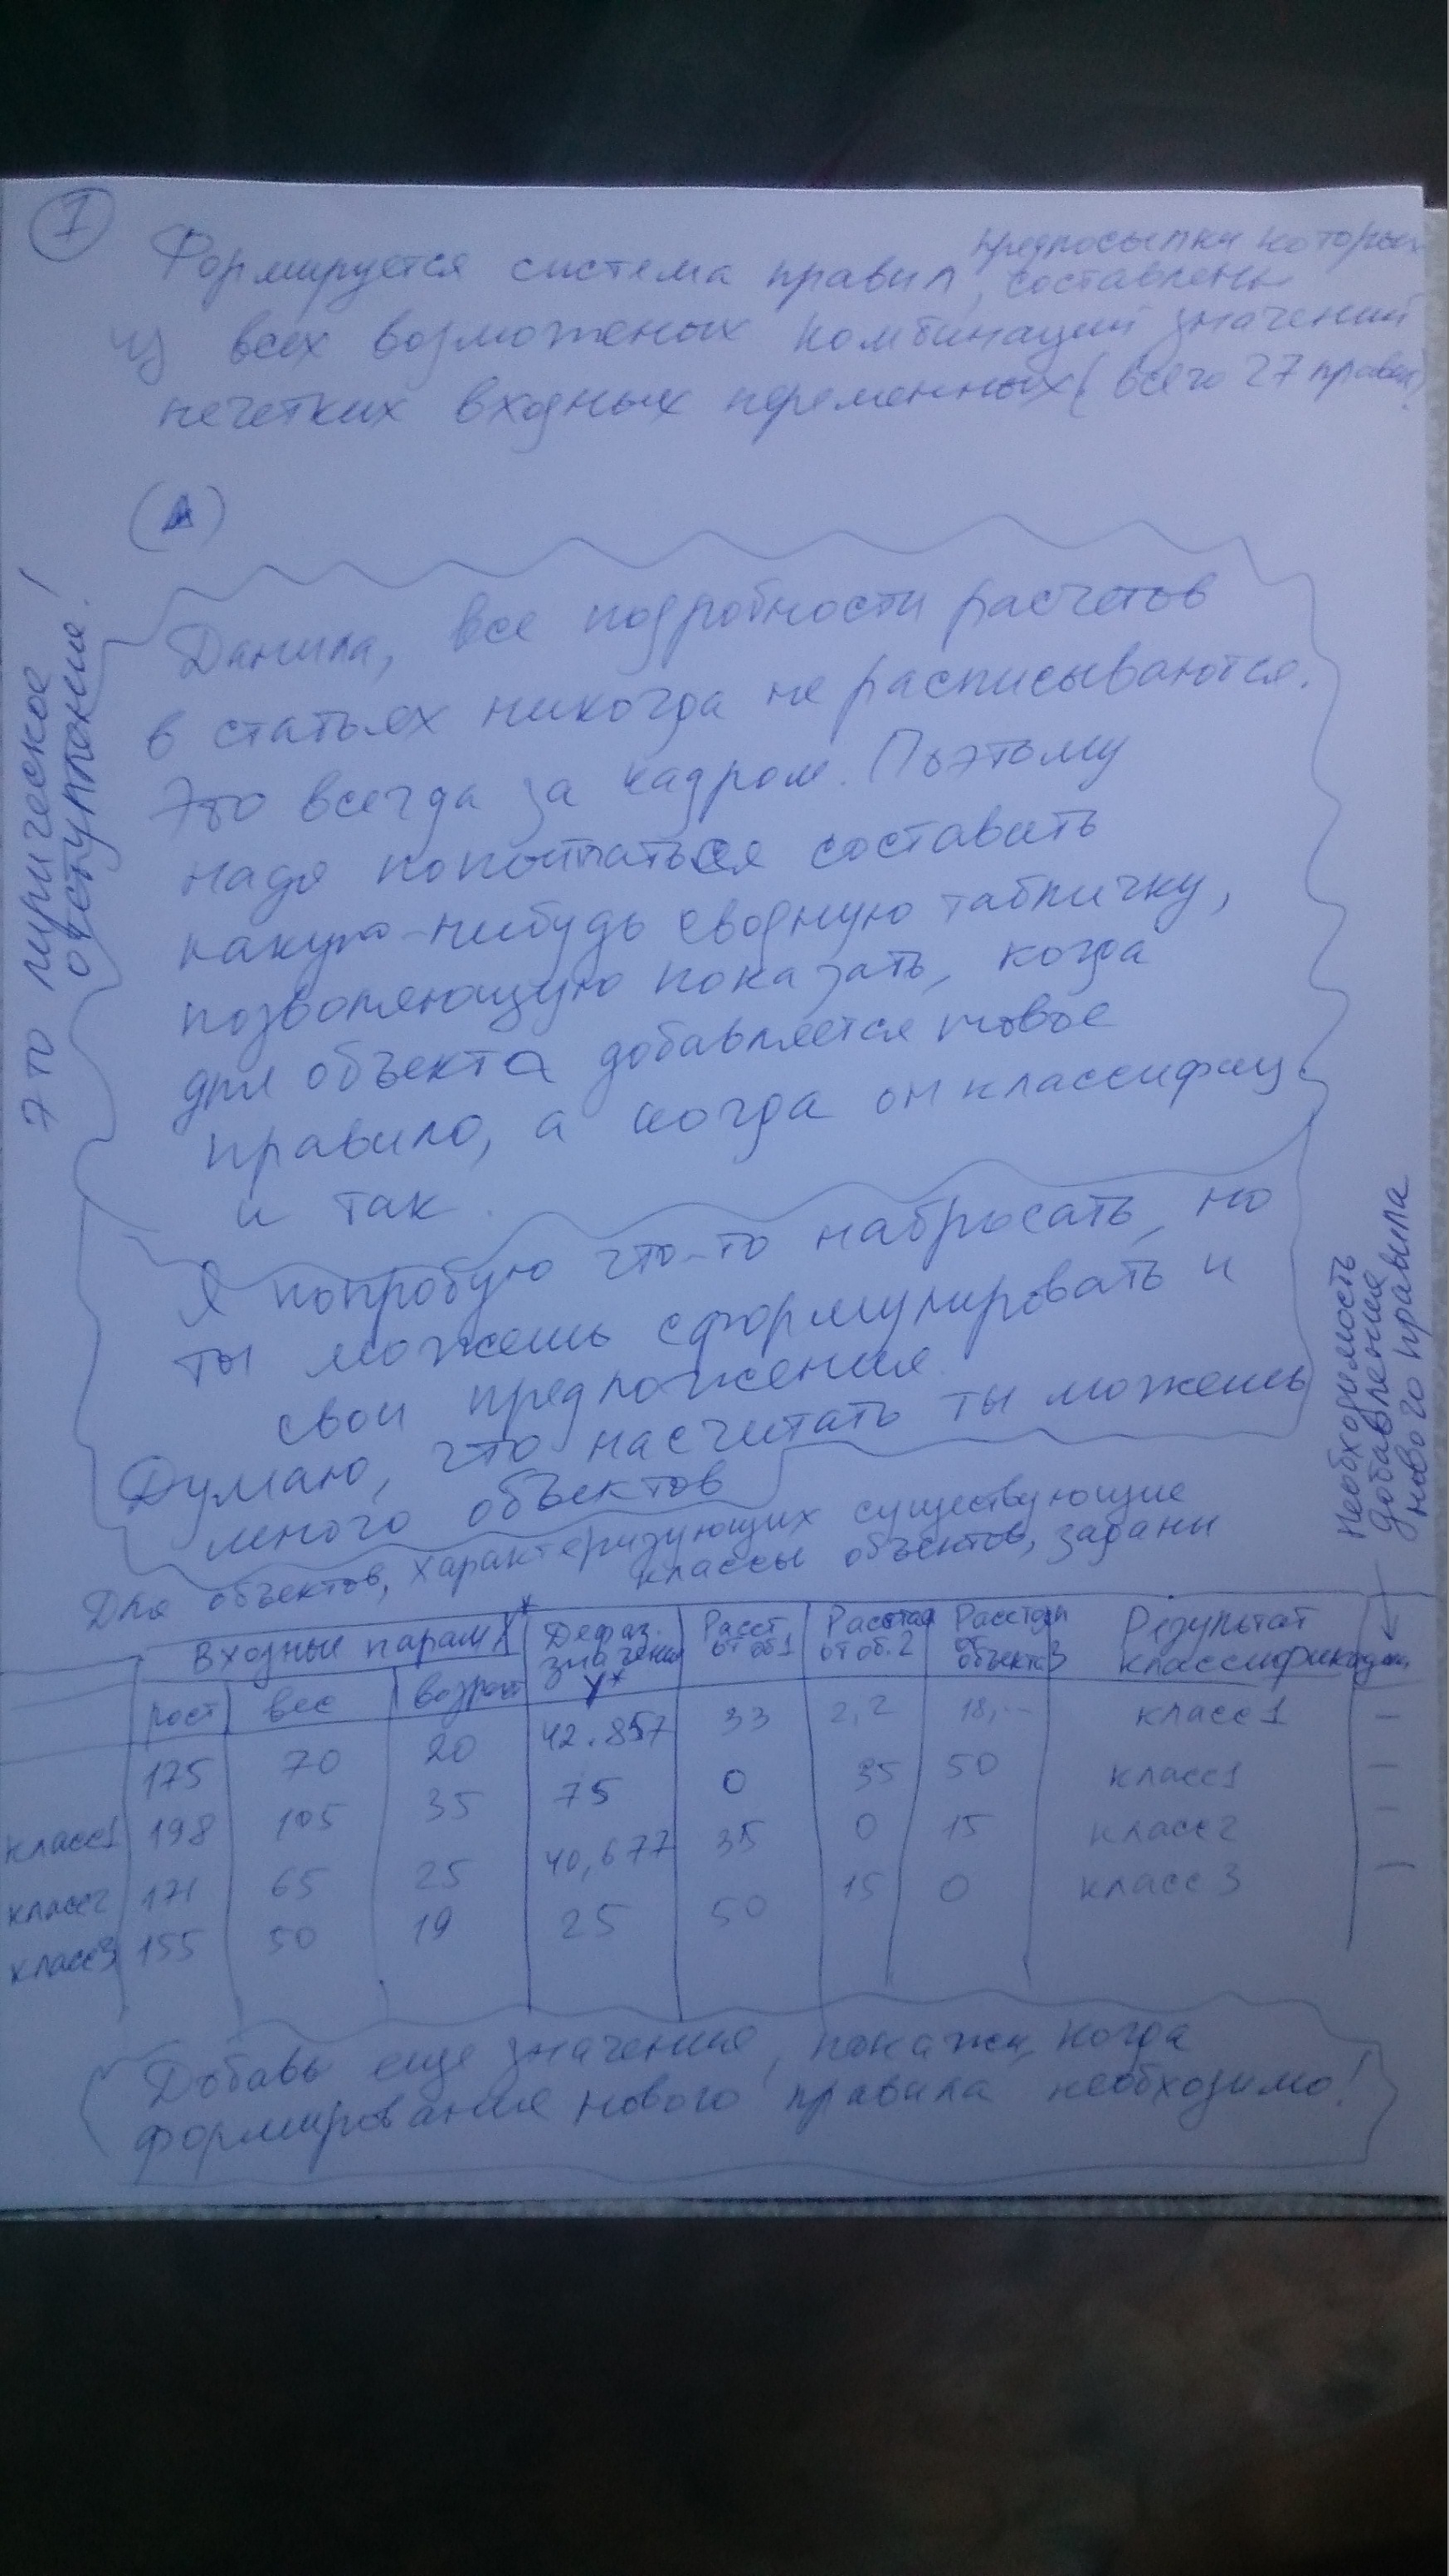 1
предпосылки которых
Формируется система правил, составлены
из всех возможеных комбинаций значений
нечетких входных переменных (всего 27 правил)
(А)
Это лирическое
отступление!
Данила, все подробности расчетов
в статьях никогда не расписываются.
Это всегда за кадром. Поэтому
надо попытаться составить
какую-нибудь сводную табличку,
позволяющую показать, когда
для объекта добавляется новое
правило, а когда он классифиц.
и так.
Я попробую что-то набросать, но
ты можешь сформулировать и
свои предложения.
Думаю, что насчитать ты можешь
много объектов
Необходимость
добавления
нового правила
Для объектов, характеризующих существующие
классы объектов, заданы
Входные парам X* Дефаз. значения Y* Расст от об1 Расстоя от об.2 Расстоян от объекта 3 Результат классификации
рост вес возраст
175 70 20 42.857 33 2,2 18,-- класс 1 –
класс1 198 105 35 75 0 35 50 класс1 –
класс2 171 65 25 40,677 35 0 15 класс2 –
класс3 155 50 19 25 50 15 0 класс 3 –
Добавь еще значения, покажи, когда
формирование нового правила необходимо!